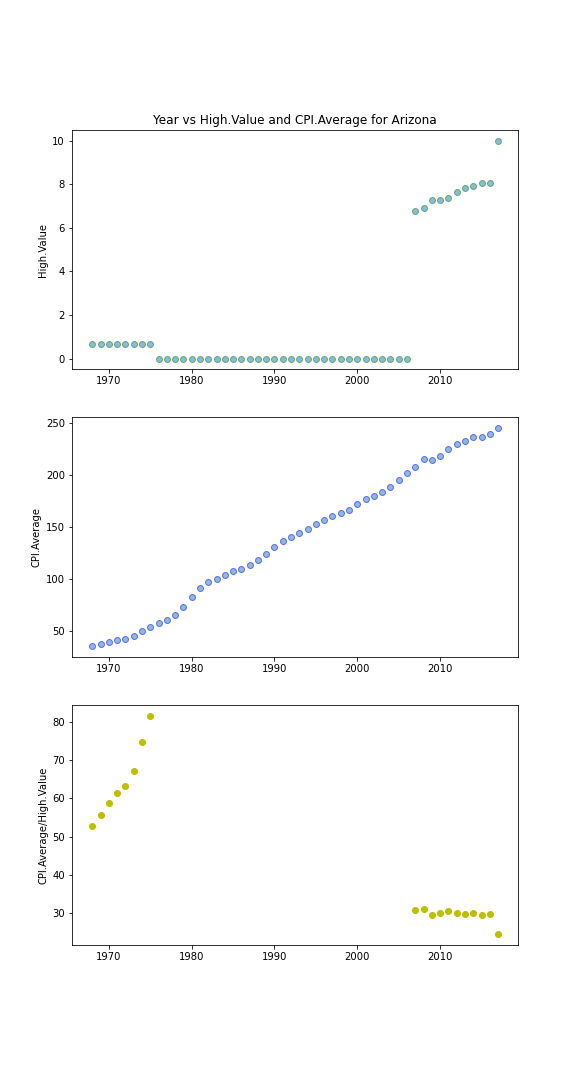 Year vs High.Value and CPI.Average for Arizona
10
8
6
4
2
0
High.Value
1970 1980 1990 2000 2010
250
200
150
100
50
CPI.Average
1970 1980 1990 2000 2010
80
70
60
50
40
30
CPI.Average/High.Value
1970 1980 1990 2000 2010